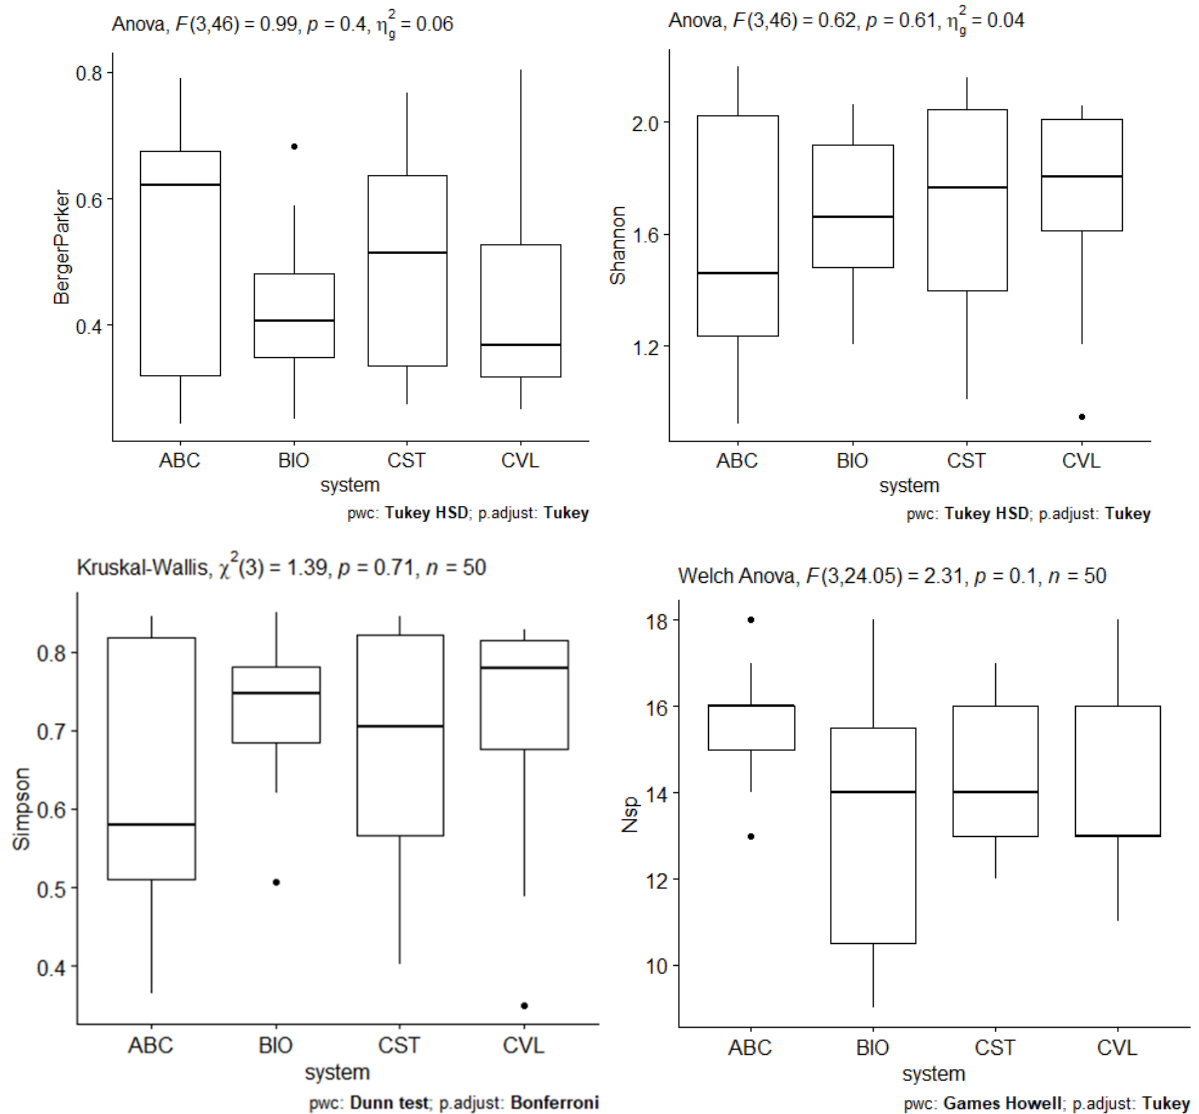 Anova, F(3,46) = 0.99, p = 0.4, η²g = 0.06
BergerParker
0.8
0.6
0.4
ABC BIO CST CVL
system
pwc: Tukey HSD; p.adjust: Tukey
Anova, F(3,46) = 0.62, p = 0.61, η²g = 0.04
Shannon
2.0
1.6
1.2
ABC BIO CST CVL
system
pwc: Tukey HSD; p.adjust: Tukey
Kruskal-Wallis, χ²(3) = 1.39, p = 0.71, n = 50
Simpson
0.8
0.7
0.6
0.5
0.4
ABC BIO CST CVL
system
pwc: Dunn test; p.adjust: Bonferroni
Welch Anova, F(3,24.05) = 2.31, p = 0.1, n = 50
Nsp
18
16
14
12
10
ABC BIO CST CVL
system
pwc: Games Howell; p.adjust: Tukey